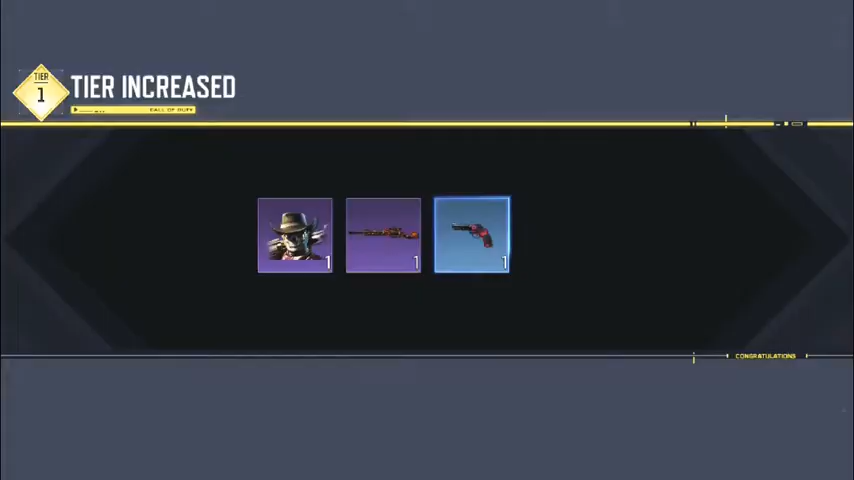 TIER
1
TIER INCREASED
CALL OF DUTY
1
1
1
CONGRATULATIONS